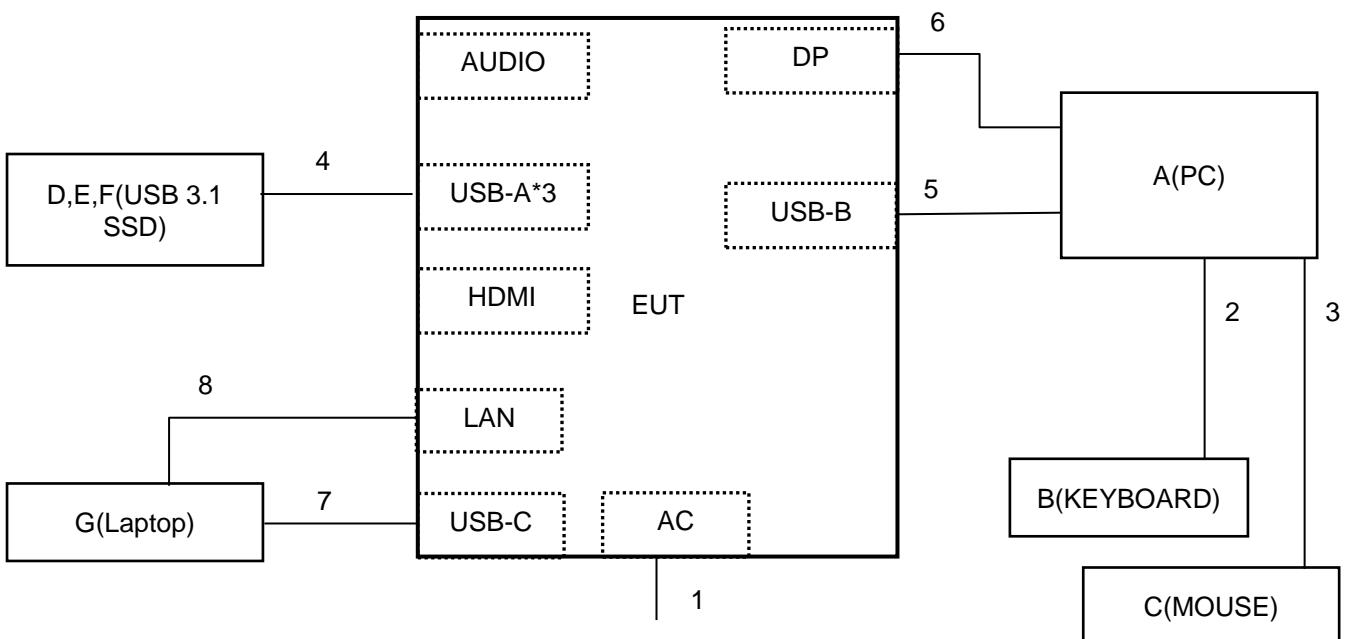 6
AUDIO
DP
4
A(PC)
D,E,F(USB 3.1
SSD)
USB-A*3
5
USB-B
HDMI
EUT
2
3
8
LAN
7
G(Laptop)
USB-C
AC
B(KEYBOARD)
1
C(MOUSE)